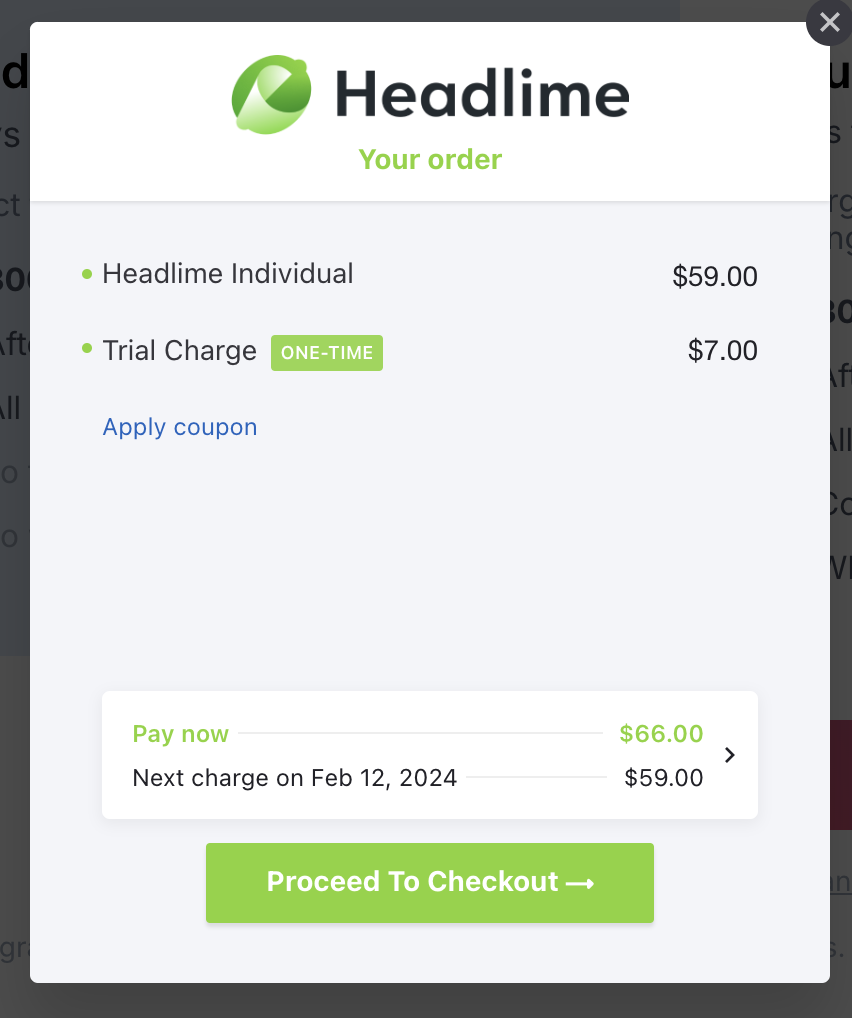 Headlime
Your order
Headlime Individual $59.00
Trial Charge ONE-TIME $7.00
Apply coupon
Pay now $66.00
Next charge on Feb 12, 2024 $59.00
Proceed To Checkout →